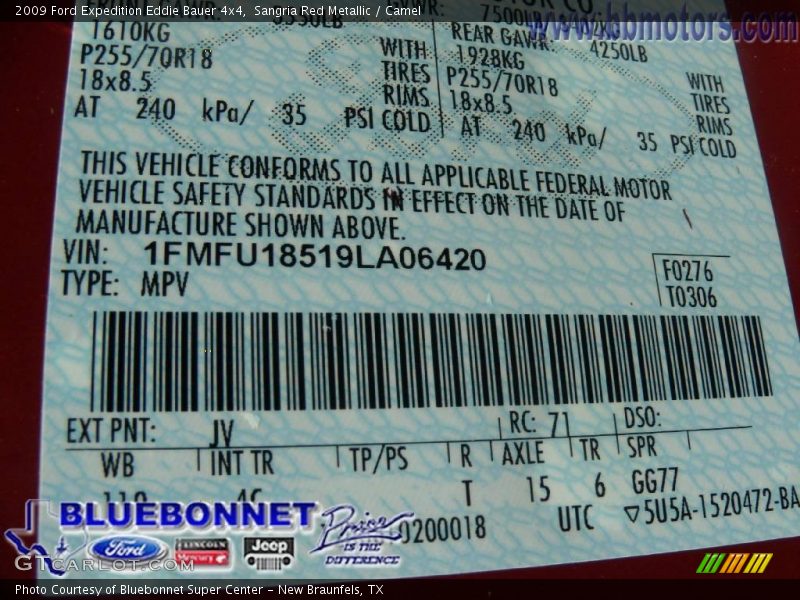 2009 Ford Expedition Eddie Bauer 4x4, Sangria Red Metallic / Camel
7500LB
www.bbmotors.com
1610KG
REAR GAWR: 4250LB
P255/70R18 WITH 1928KG
18x8.5 TIRES P255/70R18 WITH
RIMS 18x8.5 TIRES
AT 240 kPa/ 35 PSI COLD RIMS
AT 240 kPa/ 35 PSI COLD
THIS VEHICLE CONFORMS TO ALL APPLICABLE FEDERAL MOTOR
VEHICLE SAFETY STANDARDS IN EFFECT ON THE DATE OF
MANUFACTURE SHOWN ABOVE.
VIN: 1FMFU18519LA06420
TYPE: MPV
F0276
T0306
EXT PNT: JV RC: 71 DSO:
WB INT TR TP/PS R AXLE TR SPR
119 4C T 15 6 GG77
0200018 UTC ▽5U5A-1520472-BA
BLUEBONNET
Ford LINCOLN Mercury Jeep
Praise IS THE DIFFERENCE
GTCARLOT.COM
Photo Courtesy of Bluebonnet Super Center – New Braunfels, TX